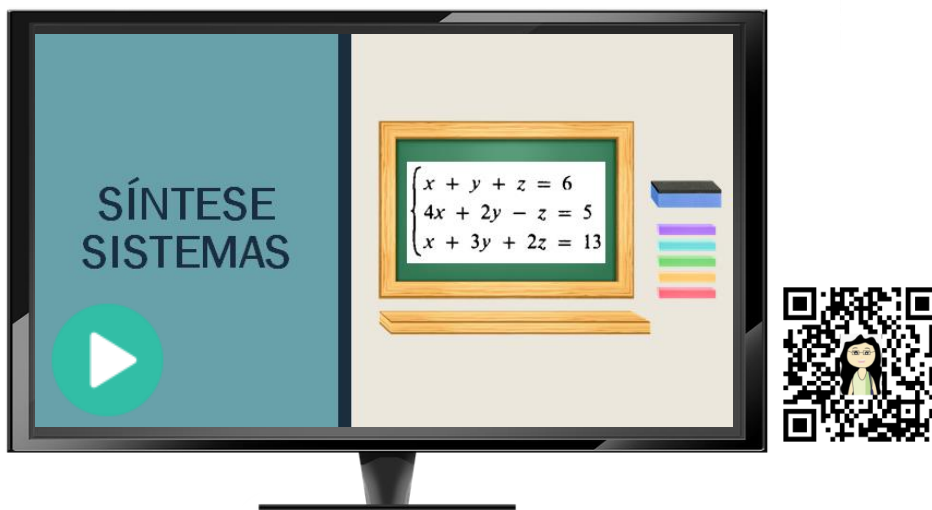 SÍNTESE
SISTEMAS
x + y + z = 6
4x + 2y − z = 5
x + 3y + 2z = 13